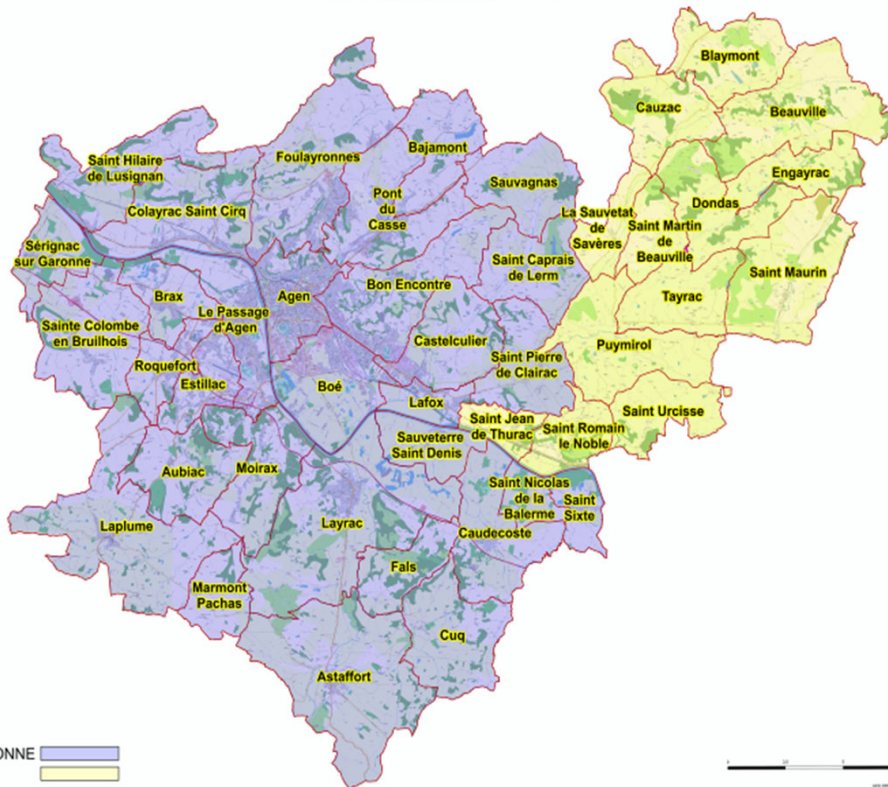 Blaymont
Cauzac
Beauville
Bajamont
Foulayronnes
Saint Hilaire
de Lusignan
Engayrac
Sauvagnas
Pont
du
Casse
Dondas
Colayrac Saint Cirq
La Sauvetat
de
Savères
Saint Martin
de
Beauville
Sérignac
sur Garonne
Saint Caprais
de Lerm
Saint Maurin
Bon Encontre
Brax
Agen
Tayrac
Le Passage
d'Agen
Sainte Colombe
en Bruilhois
Castelculier
Puymirol
Saint Pierre
de Clairac
Roquefort
Estillac
Boé
Lafox
Saint Urcisse
Saint Jean
de Thurac
Saint Romain
le Noble
Sauveterre
Saint Denis
Aubiac
Moirax
Saint Nicolas
de la
Balerme
Saint
Sixte
Laplume
Layrac
Caudecoste
Fals
Marmont
Pachas
Cuq
Astaffort
ONNE